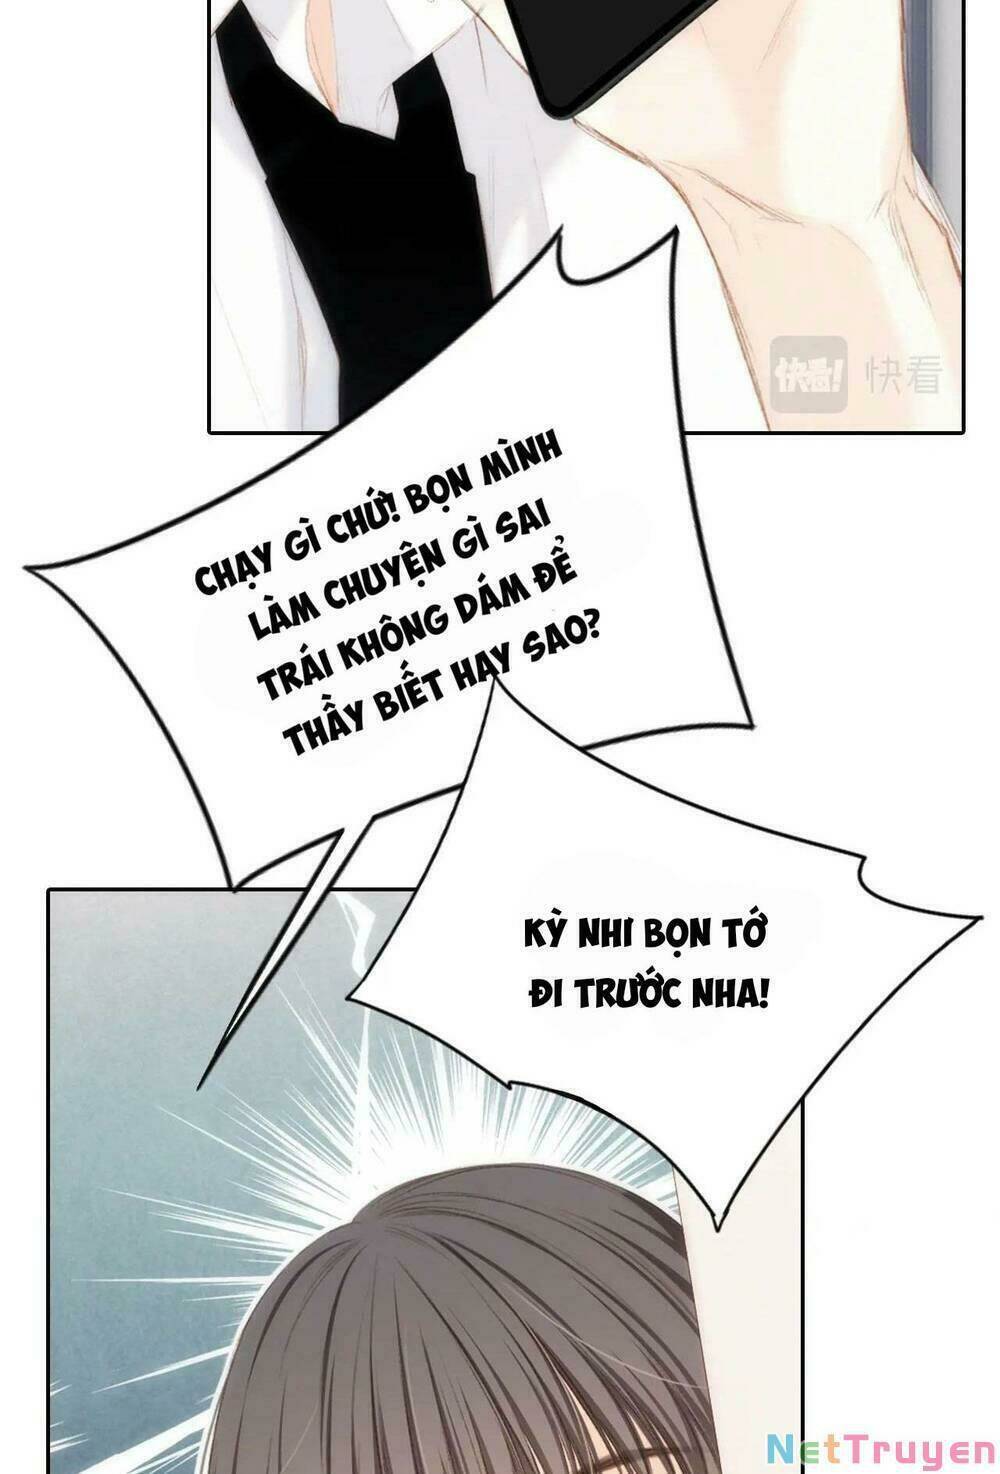 快看! 快看
CHẠY GÌ CHỨ! BỌN MÌNH
LÀM CHUYỆN GÌ SAI
TRÁI KHÔNG DÁM ĐỂ
THẦY BIẾT HAY SAO?
KỲ NHI BỌN TỚ
ĐI TRƯỚC NHA!
NetTruyen